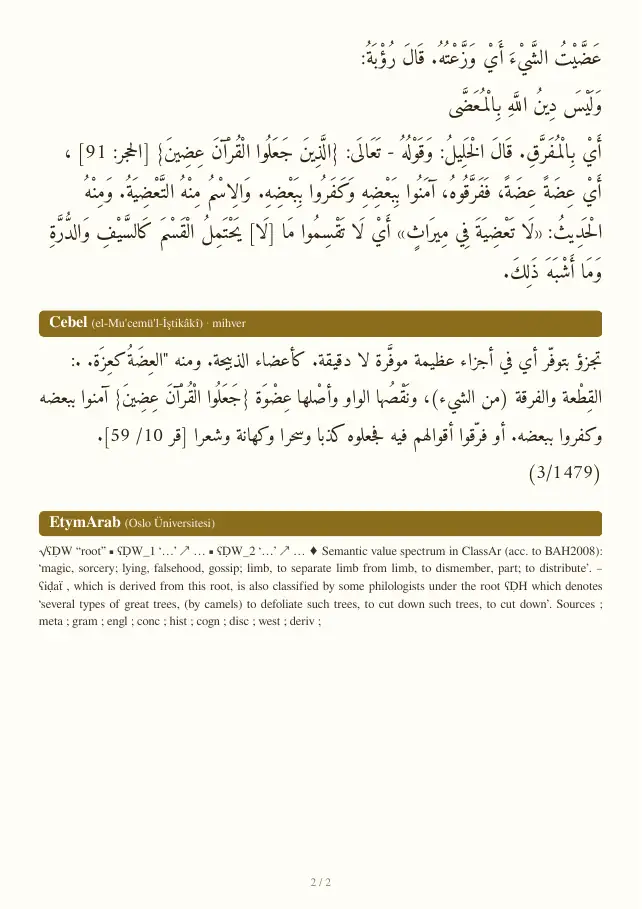 عَضَّيْتُ الشَّيْءَ أَيْ وَزَّعْتُهُ. قَالَ رُؤْبَةُ:
وَلَيْسَ دِينُ اللَّهِ بِالْمُعَضَّى
أَيْ بِالْمُفَرَّقِ. قَالَ الْخَلِيلُ: وَقَوْلُهُ - تَعَالَى: {الَّذِينَ جَعَلُوا الْقُرْآنَ عِضِينَ} [الحجر: 91] ،
أَيْ عِضَةً عِضَةً، فَفَرَّقُوهُ، آمَنُوا بِبَعْضِهِ وَكَفَرُوا بِبَعْضِهِ. وَالِاسْمُ مِنْهُ التَّعْضِيَةُ. وَمِنْهُ
الْحَدِيثُ: «لَا تَعْضِيَةَ فِي مِيرَاثٍ» أَيْ لَا تَقْسِمُوا مَا [لَا] يَحْتَمِلُ الْقَسْمَ كَالسَّيْفِ وَالدُّرَّةِ
وَمَا أَشْبَهَ ذَلِكَ.
Cebel (el-Mu'cemü'l-İştikâkî) · mihver
تجزؤ بتوفّر أي في أجزاء عظيمة موفَّرة لا دقيقة. كأعضاء الذبيحة. ومنه "العِضَةُ كعِزَة. .:
القِطْعة والفرقة (من الشيء)، ونَقْصُها الواو وأصْلها عِضْوَة {جَعَلُوا الْقُرْآنَ عِضِينَ} آمنوا ببعضه
وكفروا ببعضه. أو فرّقوا أقوالهم فيه فجعلوه كذبا وسحرا وكهانة وشعرا [قر 10/ 59].
(3/1479)
EtymArab (Oslo Üniversitesi)
√ʕḌW “root” ▪ ʕḌW_1 ‘…’ ↗ … ▪ ʕḌW_2 ‘…’ ↗ … ♦ Semantic value spectrum in ClassAr (acc. to BAH2008):
‘magic, sorcery; lying, falsehood, gossip; limb, to separate limb from limb, to dismember, part; to distribute’. –
ʕiḍaẗ , which is derived from this root, is also classified by some philologists under the root ʕḌH which denotes
‘several types of great trees, (by camels) to defoliate such trees, to cut down such trees, to cut down’. Sources ;
meta ; gram ; engl ; conc ; hist ; cogn ; disc ; west ; deriv ;
2 / 2